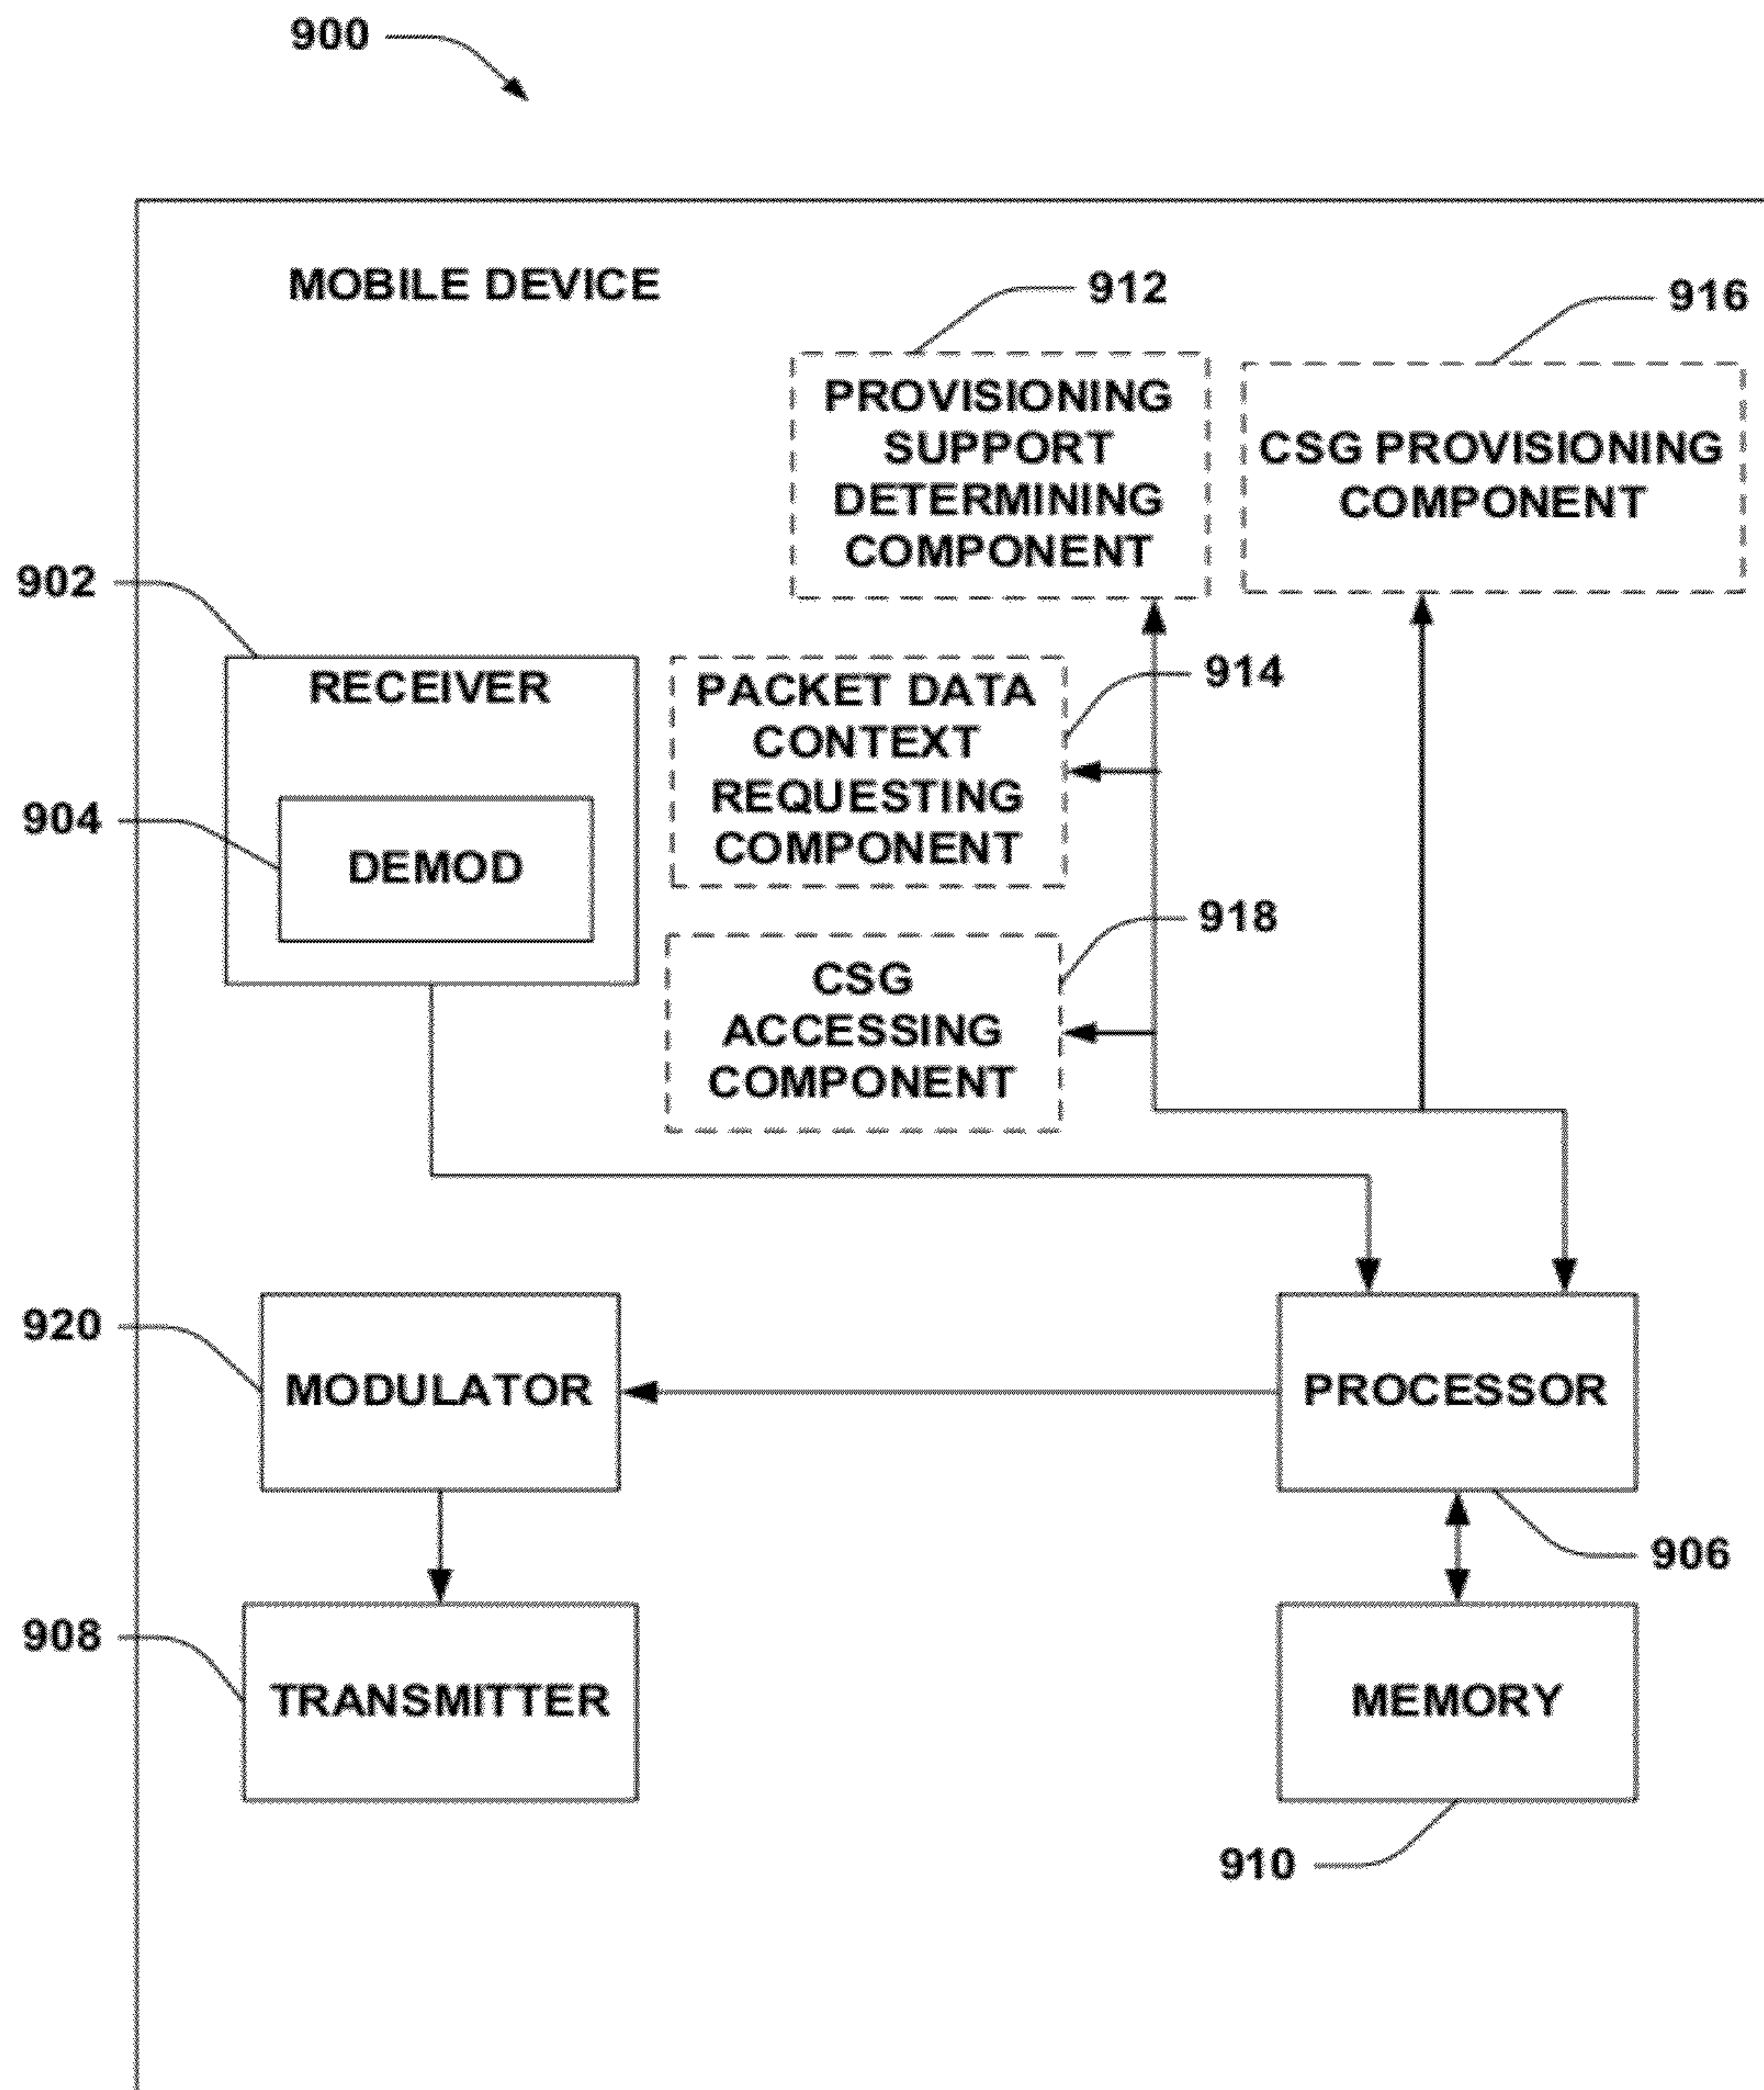 900
MOBILE DEVICE
912
916
PROVISIONING
SUPPORT
DETERMINING
COMPONENT
CSG PROVISIONING
COMPONENT
902
RECEIVER
914
PACKET DATA
CONTEXT
REQUESTING
COMPONENT
904
DEMOD
918
CSG
ACCESSING
COMPONENT
920
MODULATOR
PROCESSOR
906
908
TRANSMITTER
MEMORY
910